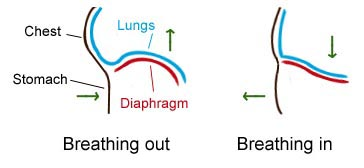 Chest
Lungs
Stomach
Diaphragm
Breathing out
Breathing in